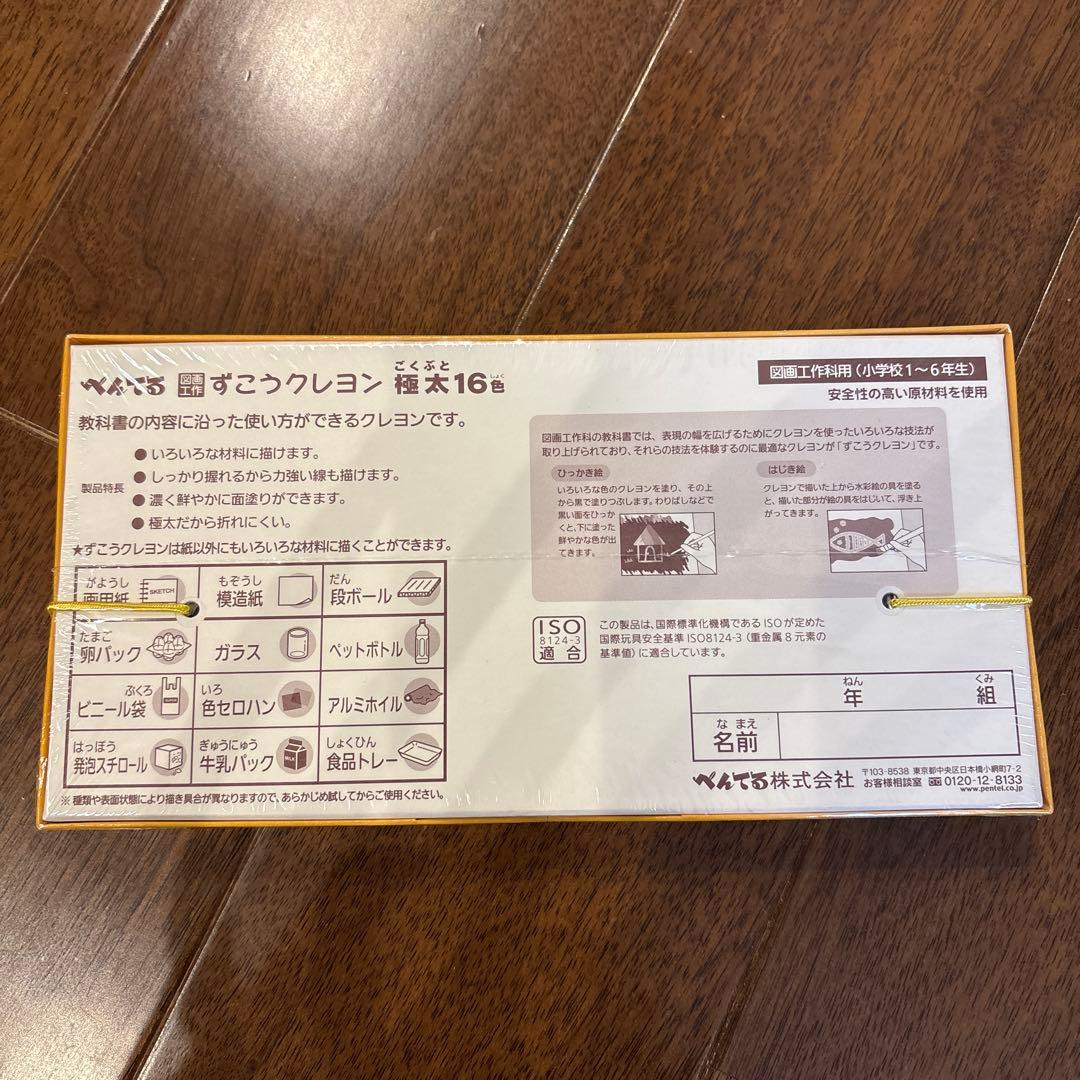 ぺんてる 図画工作 ずこうクレヨン 極太16色
ごくぶと しょく
教科書の内容に沿った使い方ができるクレヨンです。
製品特長
●いろいろな材料に描けます。
●しっかり握れるから力強い線も描けます。
●濃く鮮やかに面塗りができます。
●極太だから折れにくい。
★ずこうクレヨンは紙以外にもいろいろな材料に描くことができます。
がようし もぞうし だん
画用紙 SKETCH 模造紙 段ボール
たまご
卵パック ガラス ペットボトル
ぶくろ いろ
ビニール袋 色セロハン アルミホイル
はっぽう ぎゅうにゅう しょくひん
発泡スチロール 牛乳パック MILK 食品トレー
※種類や表面状態により描き具合が異なりますので、あらかじめ試してからご使用ください。
図画工作科用(小学校1～6年生)
安全性の高い原材料を使用
図画工作科の教科書では、表現の幅を広げるためにクレヨンを使ったいろいろな技法が
取り上げられており、それらの技法を体験するのに最適なクレヨンが「ずこうクレヨン」です。
ひっかき絵
いろいろな色のクレヨンを塗り、その上
から黒で塗りつぶします。わりばしなどで
黒い面をひっか
くと、下に塗った
鮮やかな色が出
てきます。
はじき絵
クレヨンで描いた上から水彩絵の具を塗る
と、描いた部分が絵の具をはじいて、浮き上
がってきます。
ISO
8124-3
適合
この製品は、国際標準化機構である ISO が定めた
国際玩具安全基準 ISO8124-3(重金属8元素の
基準値)に適合しています。
ねん くみ
年 組
な まえ
名前
ぺんてる株式会社
〒103-8538 東京都中央区日本橋小網町7-2
お客様相談室 0120-12-8133
www.pentel.co.jp